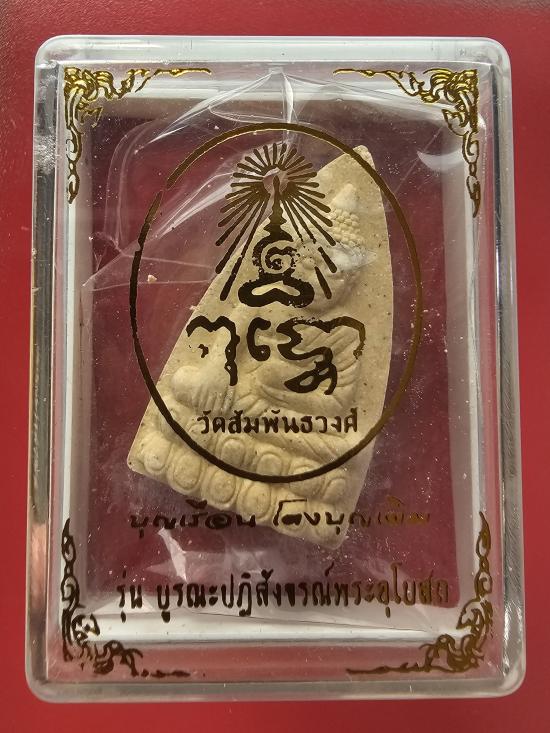 วัดสัมพันธวงศ์
บุญเรือน โตงบุญเติม
รุ่น บูรณะปฏิสังขรณ์พระอุโบสถ